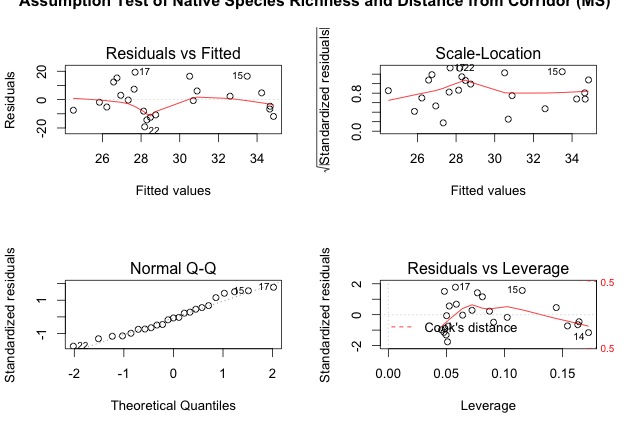 Assumption Test of Native Species Richness and Distance from Corridor (MS)
Residuals vs Fitted
Residuals
20
0
-20
17
15
22
26 28 30 32 34
Fitted values
Scale-Location
√|Standardized residuals|
0.8
0.0
17
22
15
26 28 30 32 34
Fitted values
Normal Q-Q
Standardized residuals
1
-1
22
15
17
-2 -1 0 1 2
Theoretical Quantiles
Residuals vs Leverage
Standardized residuals
2
0
-2
17
15
14
0.5
0.5
Cook's distance
0.00 0.05 0.10 0.15
Leverage